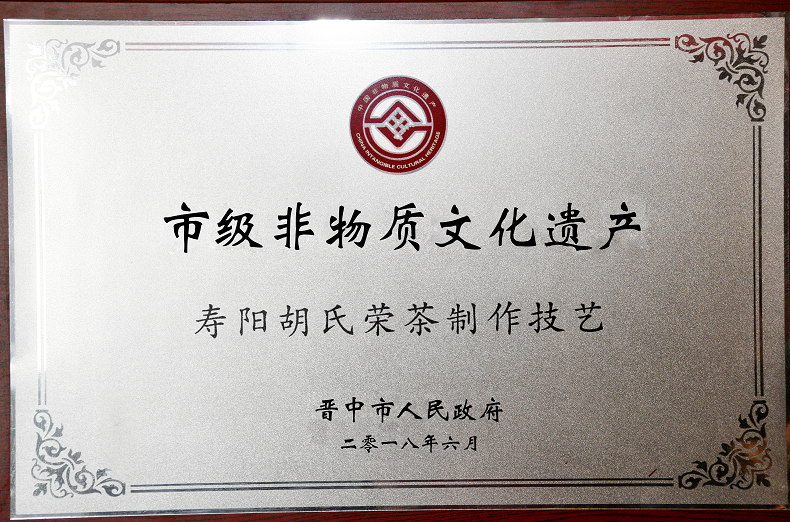 中国非物质文化遗产
CHINA INTANGIBLE CULTURAL HERITAGE
市级非物质文化遗产
寿阳胡氏荣茶制作技艺
晋中市人民政府
二零一八年六月